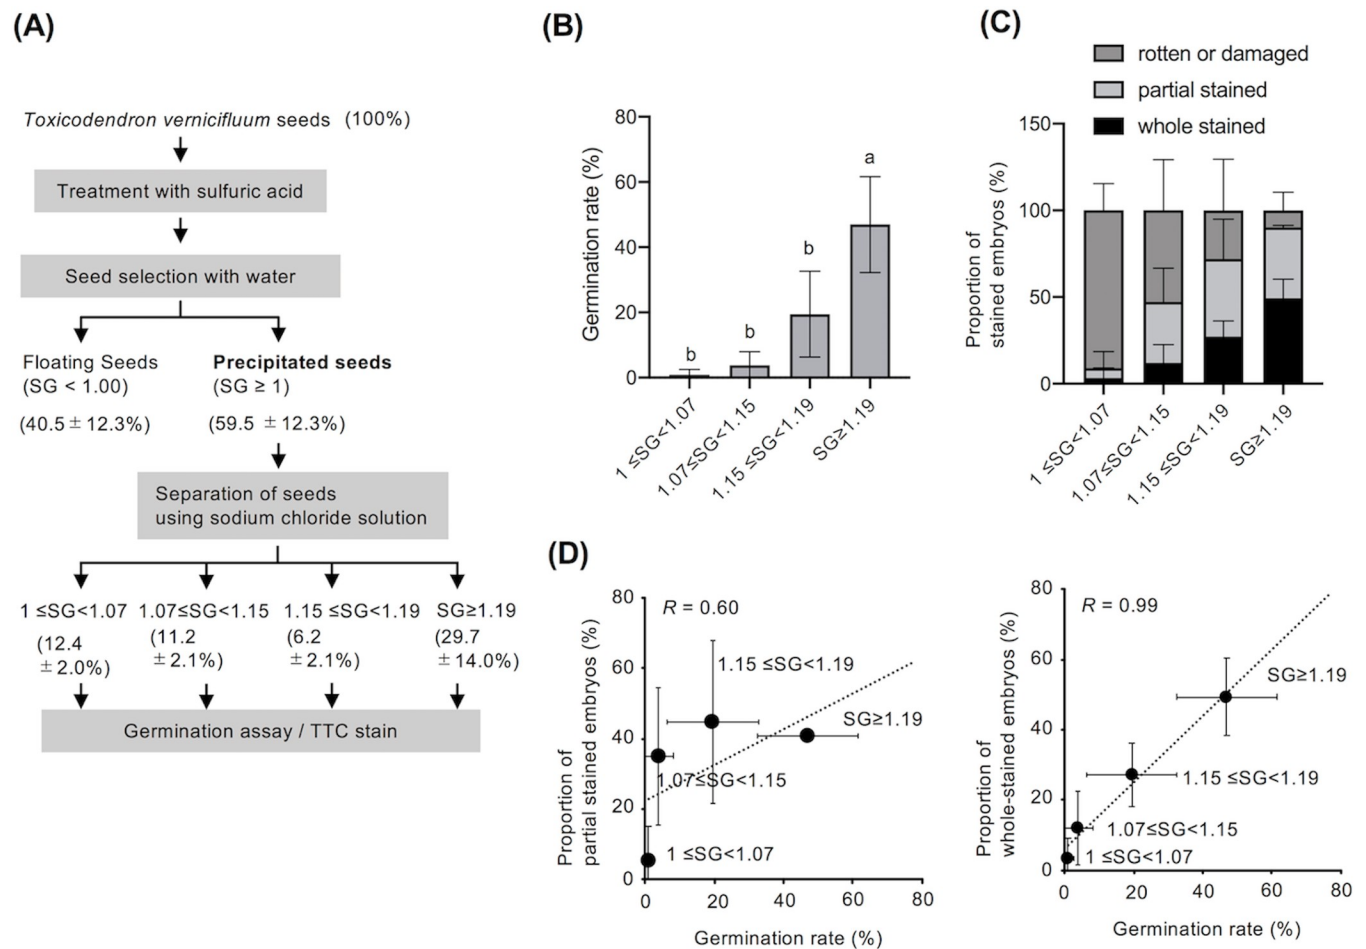 (A)
Toxicodendron vernicifluum seeds (100%)
Treatment with sulfuric acid
Seed selection with water
Floating Seeds
(SG < 1.00)
(40.5 ± 12.3%)
Precipitated seeds
(SG ≥ 1)
(59.5 ± 12.3%)
Separation of seeds
using sodium chloride solution
1 ≤SG<1.07
(12.4
±2.0%)
1.07≤SG<1.15
(11.2
±2.1%)
1.15 ≤SG<1.19
(6.2
±2.1%)
SG≥1.19
(29.7
±14.0%)
Germination assay / TTC stain
(B)
Germination rate (%)
80
60
40
20
0
b
b
b
a
1 ≤SG<1.07
1.07≤SG<1.15
1.15 ≤SG<1.19
SG≥1.19
(C)
rotten or damaged
partial stained
whole stained
Proportion of
stained embryos (%)
150
100
50
0
1 ≤SG<1.07
1.07≤SG<1.15
1.15 ≤SG<1.19
SG≥1.19
(D)
Proportion of
partial stained embryos (%)
80
60
40
20
0
R = 0.60
1.15 ≤SG<1.19
SG≥1.19
1.07≤SG<1.15
1 ≤SG<1.07
0
20
40
60
80
Germination rate (%)
Proportion of
whole-stained embryos (%)
80
60
40
20
0
R = 0.99
SG≥1.19
1.15 ≤SG<1.19
1.07≤SG<1.15
1 ≤SG<1.07
0
20
40
60
80
Germination rate (%)